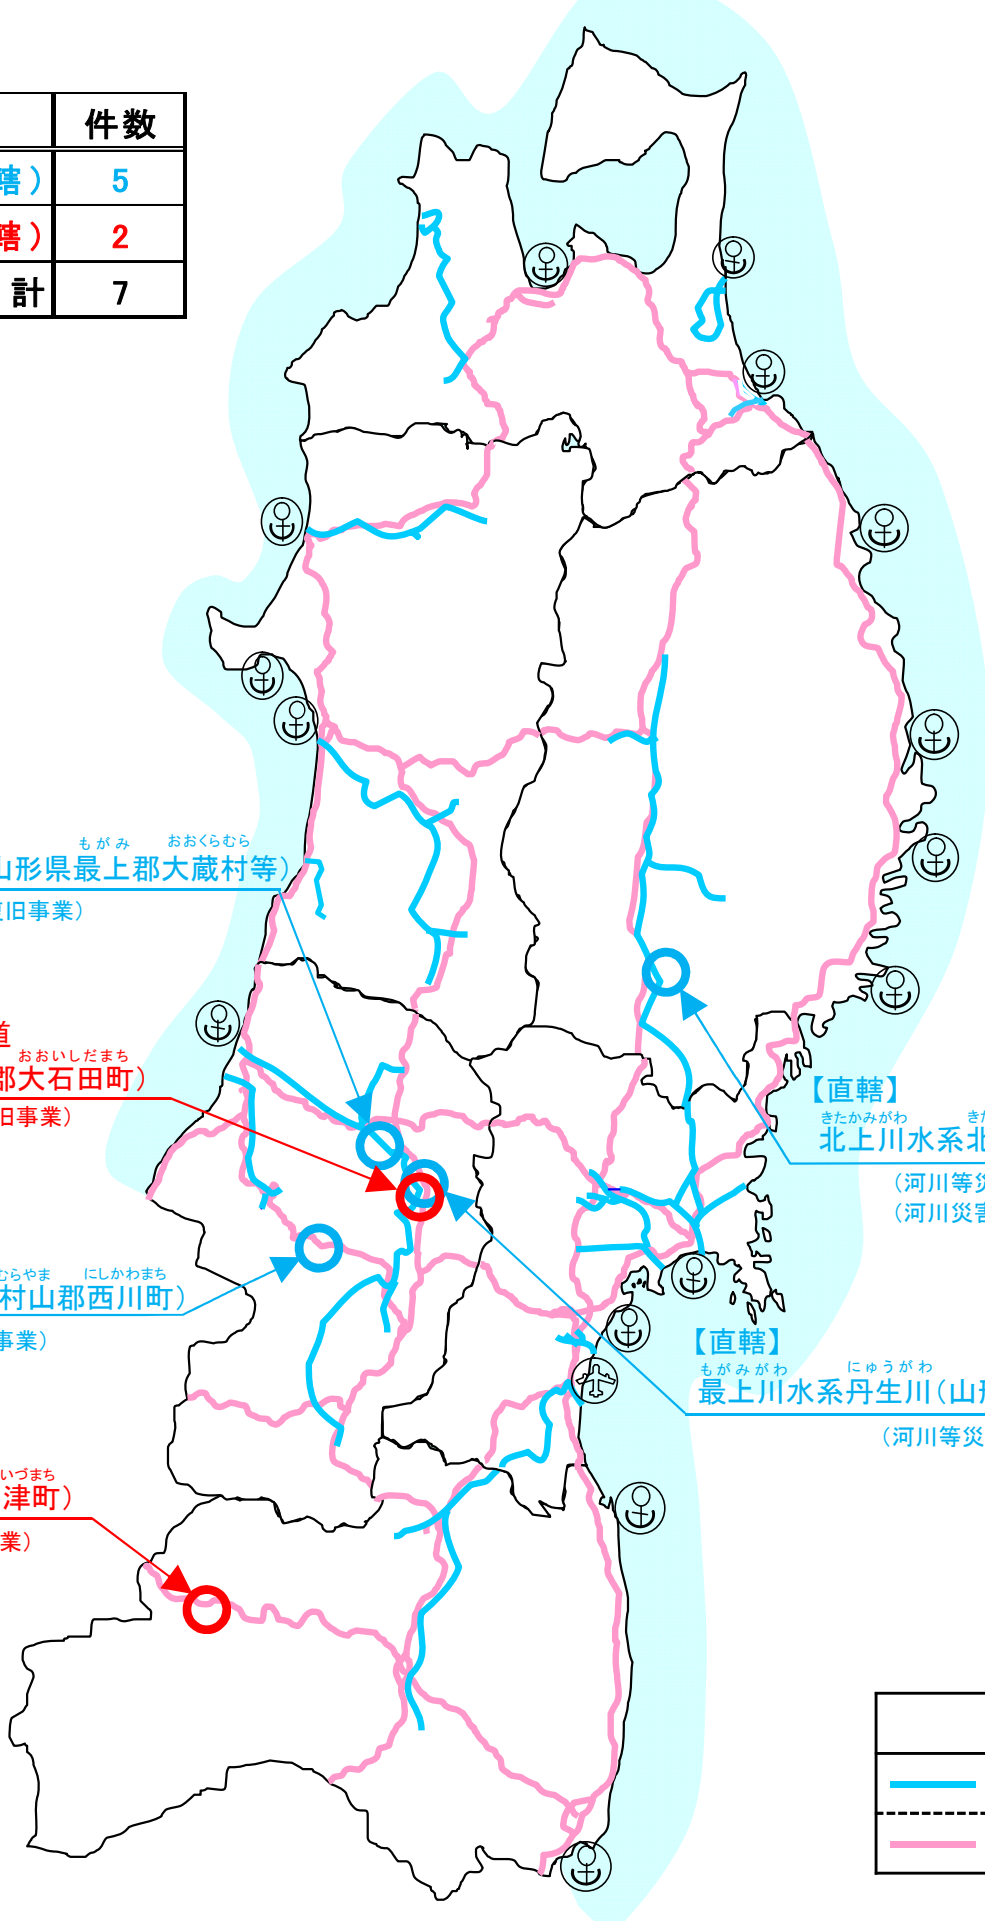 件数
轄）
5
轄）
2
計
7
もがみ おおくらむら
山形県最上郡大蔵村等）
復旧事業）
道
おおいしだまち
郡大石田町）
旧事業）
むらやま にしかわまち
村山郡西川町）
事業）
いづまち
津町）
業）
【直轄】
きたかみがわ きた
北上川水系北
（河川等災
（河川災害
【直轄】
もがみがわ にゅうがわ
最上川水系丹生川（山形
（河川等災